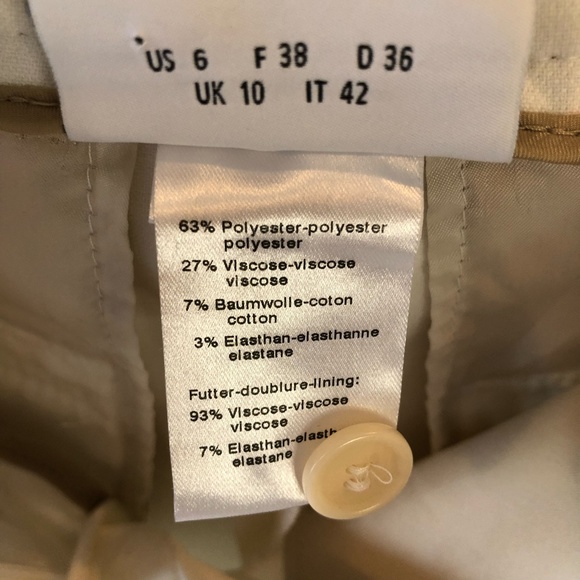 US 6 F 38 D 36
UK 10 IT 42
63% Polyester-polyester
polyester
27% Viscose-viscose
viscose
7% Baumwolle-coton
cotton
3% Elasthan-elasthanne
elastane
Futter-doublure-lining:
93% Viscose-viscose
viscose
7% Elasthan-elasth
elastane